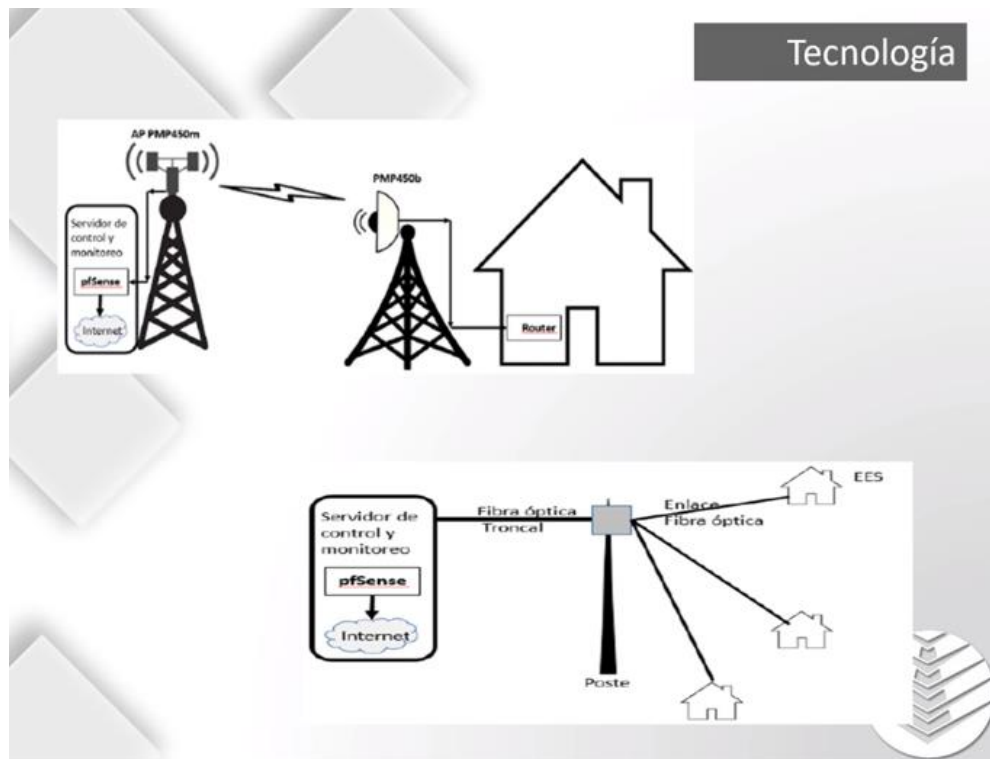 Tecnología
AP PMP450m
PMP450b
Servidor de
control y
monitoreo
pfSense
Internet
Router
EES
Fibra óptica
Troncal
Enlace
Fibra óptica
Servidor de
control y
monitoreo
pfSense
Internet
Poste